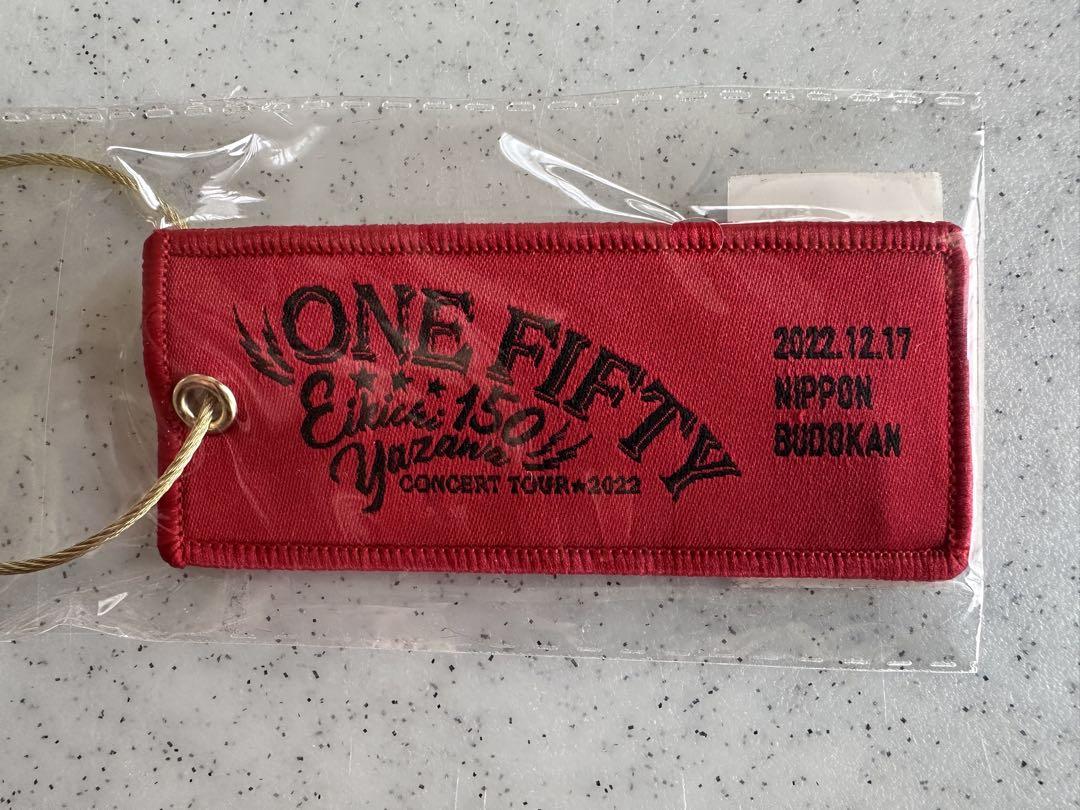 ONE FIFTY
Eikichi 150
Yazawa
CONCERT TOUR★2022
2022.12.17
NIPPON
BUDOKAN